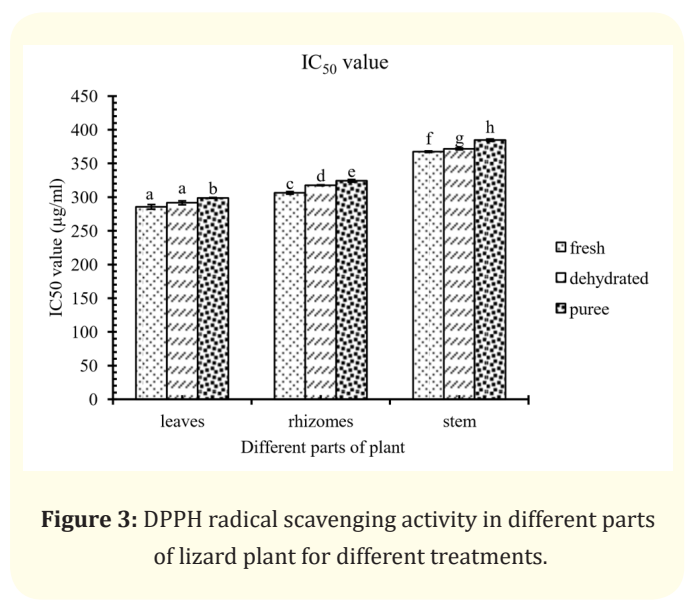 IC₅₀ value
450
400
350
300
250
200
150
100
50
0
IC50 value (μg/ml)
a a b
c d e
f g h
leaves rhizomes stem
Different parts of plant
fresh
dehydrated
puree
Figure 3: DPPH radical scavenging activity in different parts
of lizard plant for different treatments.